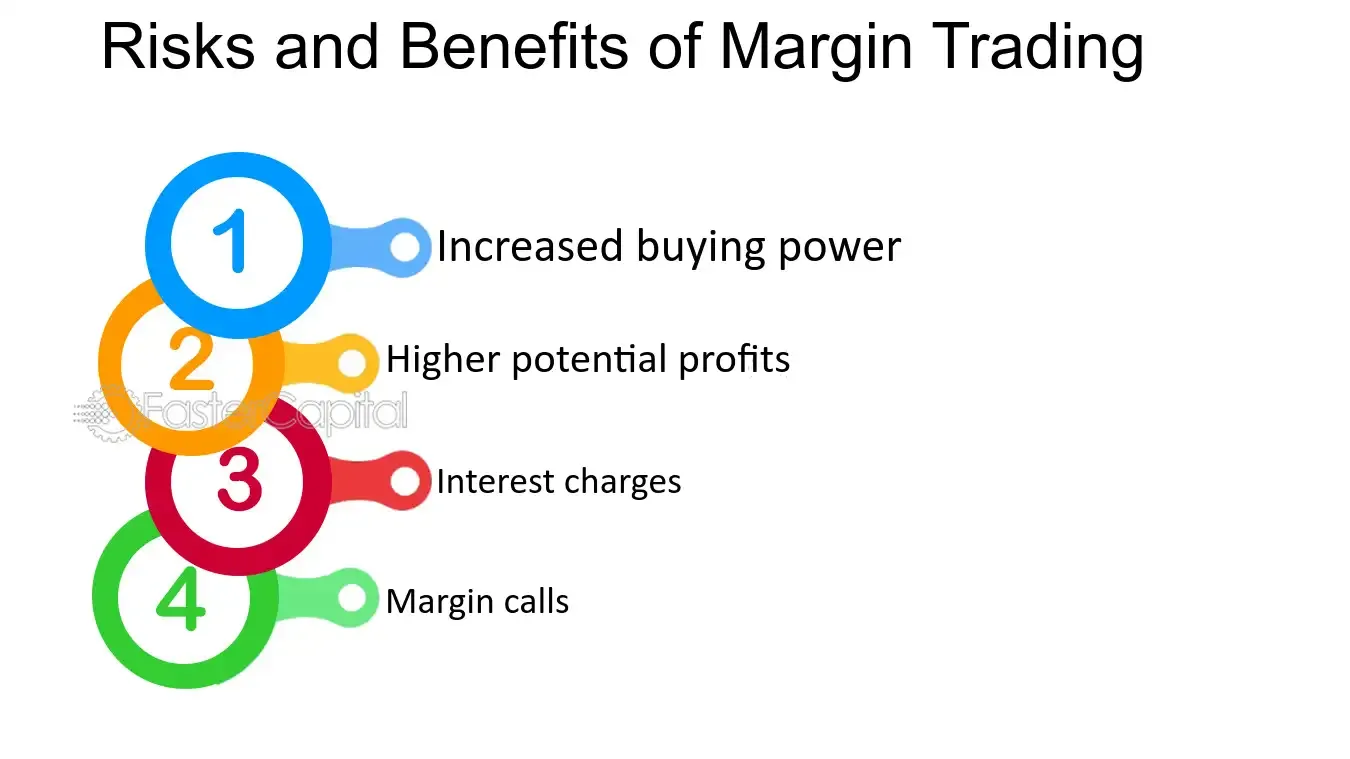 Risks and Benefits of Margin Trading
1
Increased buying power
2
Higher potential profits
FasterCapital
3
Interest charges
4
Margin calls